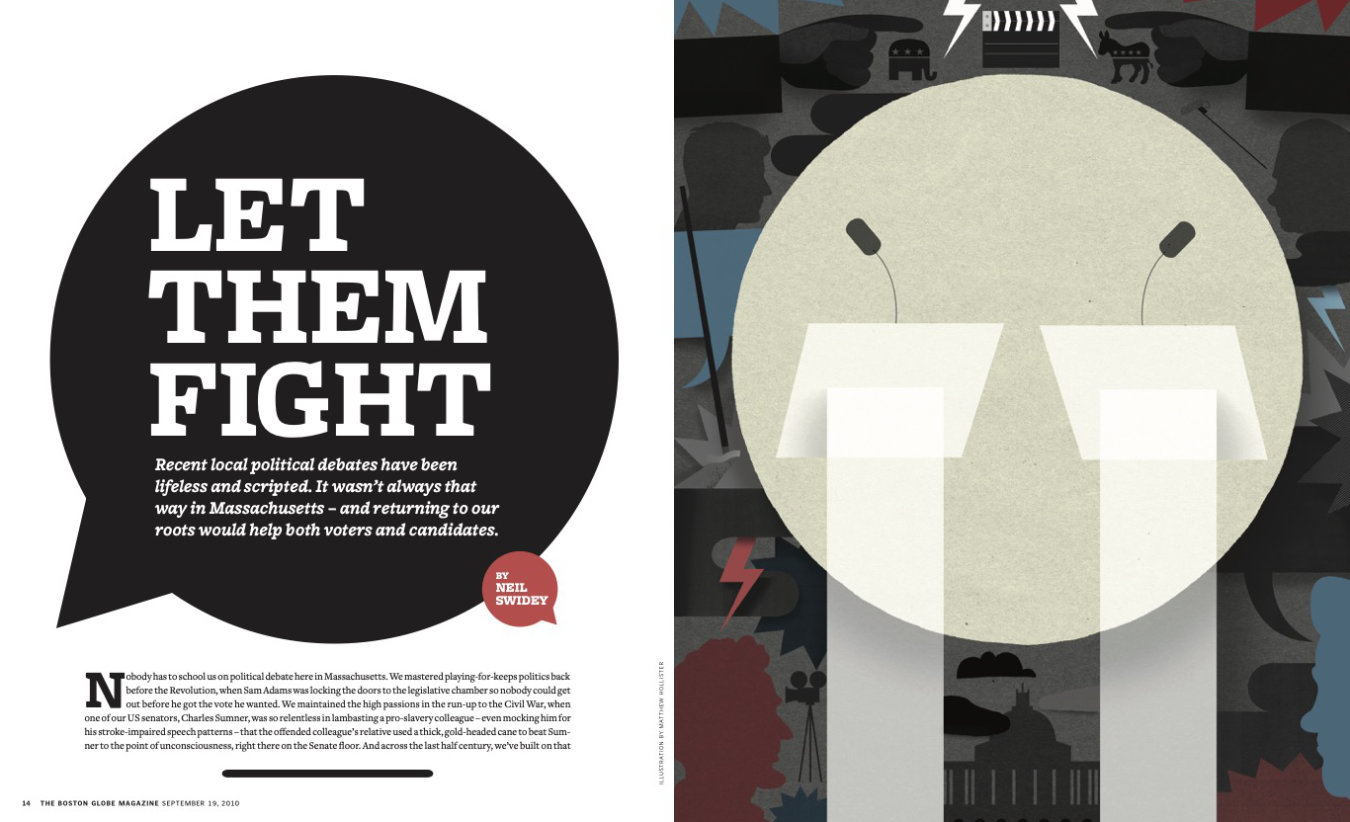 LET
THEM
FIGHT
Recent local political debates have been
lifeless and scripted. It wasn’t always that
way in Massachusetts – and returning to our
roots would help both voters and candidates.
BY
NEIL
SWIDEY
Nobody has to school us on political debate here in Massachusetts. We mastered playing-for-keeps politics back
before the Revolution, when Sam Adams was locking the doors to the legislative chamber so nobody could get
out before he got the vote he wanted. We maintained the high passions in the run-up to the Civil War, when
one of our US senators, Charles Sumner, was so relentless in lambasting a pro-slavery colleague – even mocking him for
his stroke-impaired speech patterns – that the offended colleague’s relative used a thick, gold-headed cane to beat Sum-
ner to the point of unconsciousness, right there on the Senate floor. And across the last half century, we’ve built on that
14 THE BOSTON GLOBE MAGAZINE SEPTEMBER 19, 2010
ILLUSTRATION BY MATTHEW HOLLISTER